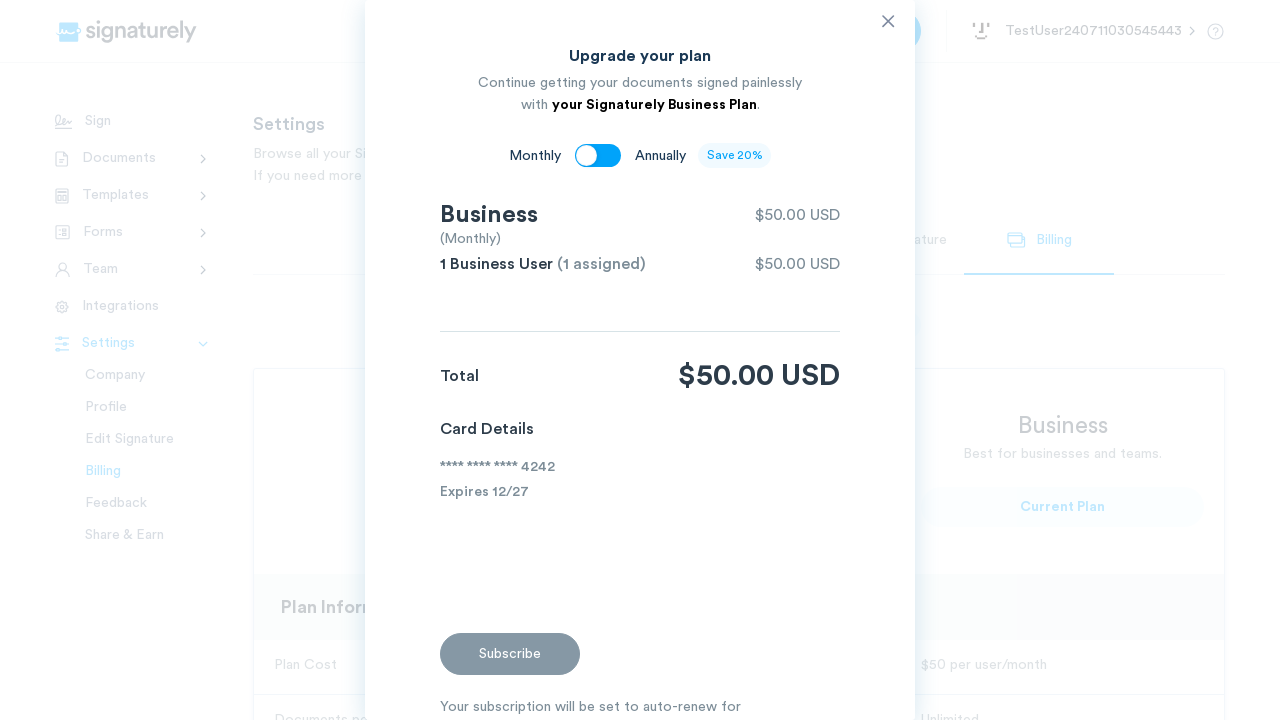 signaturely
TestUser240711030545443
Sign
Documents
Templates
Forms
Team
Integrations
Settings
Company
Profile
Edit Signature
Billing
Feedback
Share & Earn
Settings
Browse all your
If you need more
Billing
Upgrade your plan
Continue getting your documents signed painlessly
with your Signaturely Business Plan.
Monthly
Annually
Save 20%
Business
$50.00 USD
(Monthly)
1 Business User (1 assigned)
$50.00 USD
Total
$50.00 USD
Card Details
**** **** **** 4242
Expires 12/27
Subscribe
Your subscription will be set to auto-renew for
Business
Best for businesses and teams.
Current Plan
Plan
Plan Cost
$50 per user/month
Documents
Unlimited